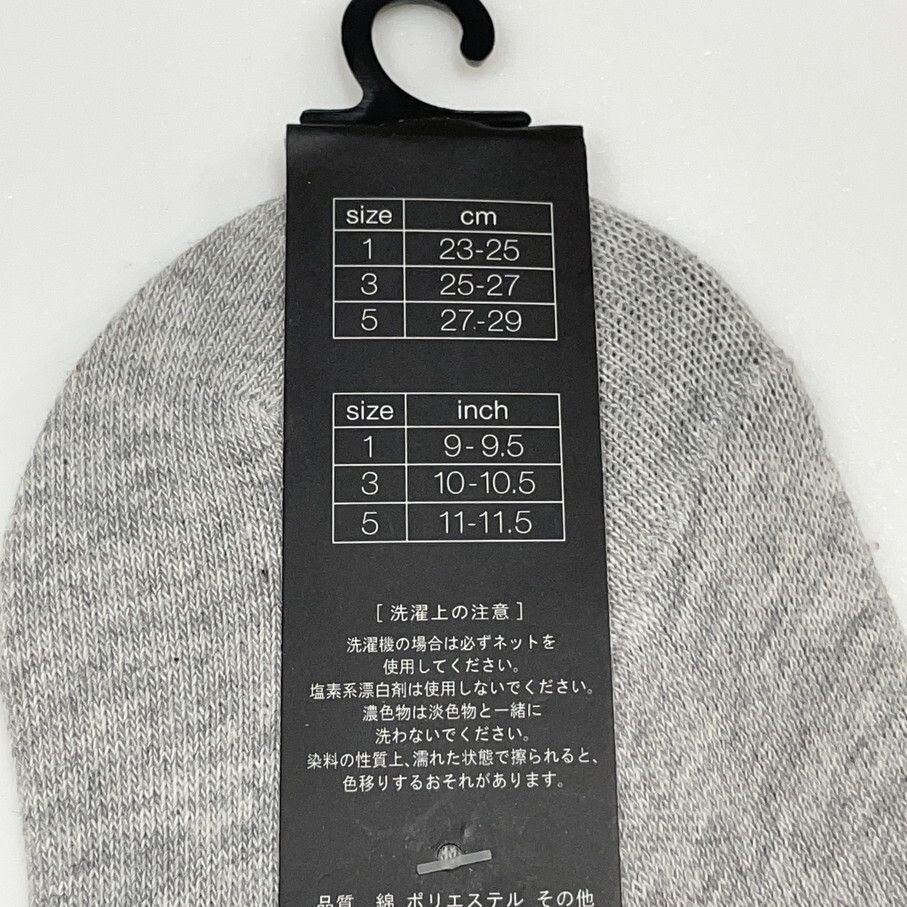 size cm
1 23-25
3 25-27
5 27-29
size inch
1 9-9.5
3 10-10.5
5 11-11.5
[ 洗濯上の注意 ]
洗濯機の場合は必ずネットを
使用してください。
塩素系漂白剤は使用しないでください。
濃色物は淡色物と一緒に
洗わないでください。
染料の性質上、濡れた状態で擦られると、
色移りするおそれがあります。
品質 綿 ポリエステル その他